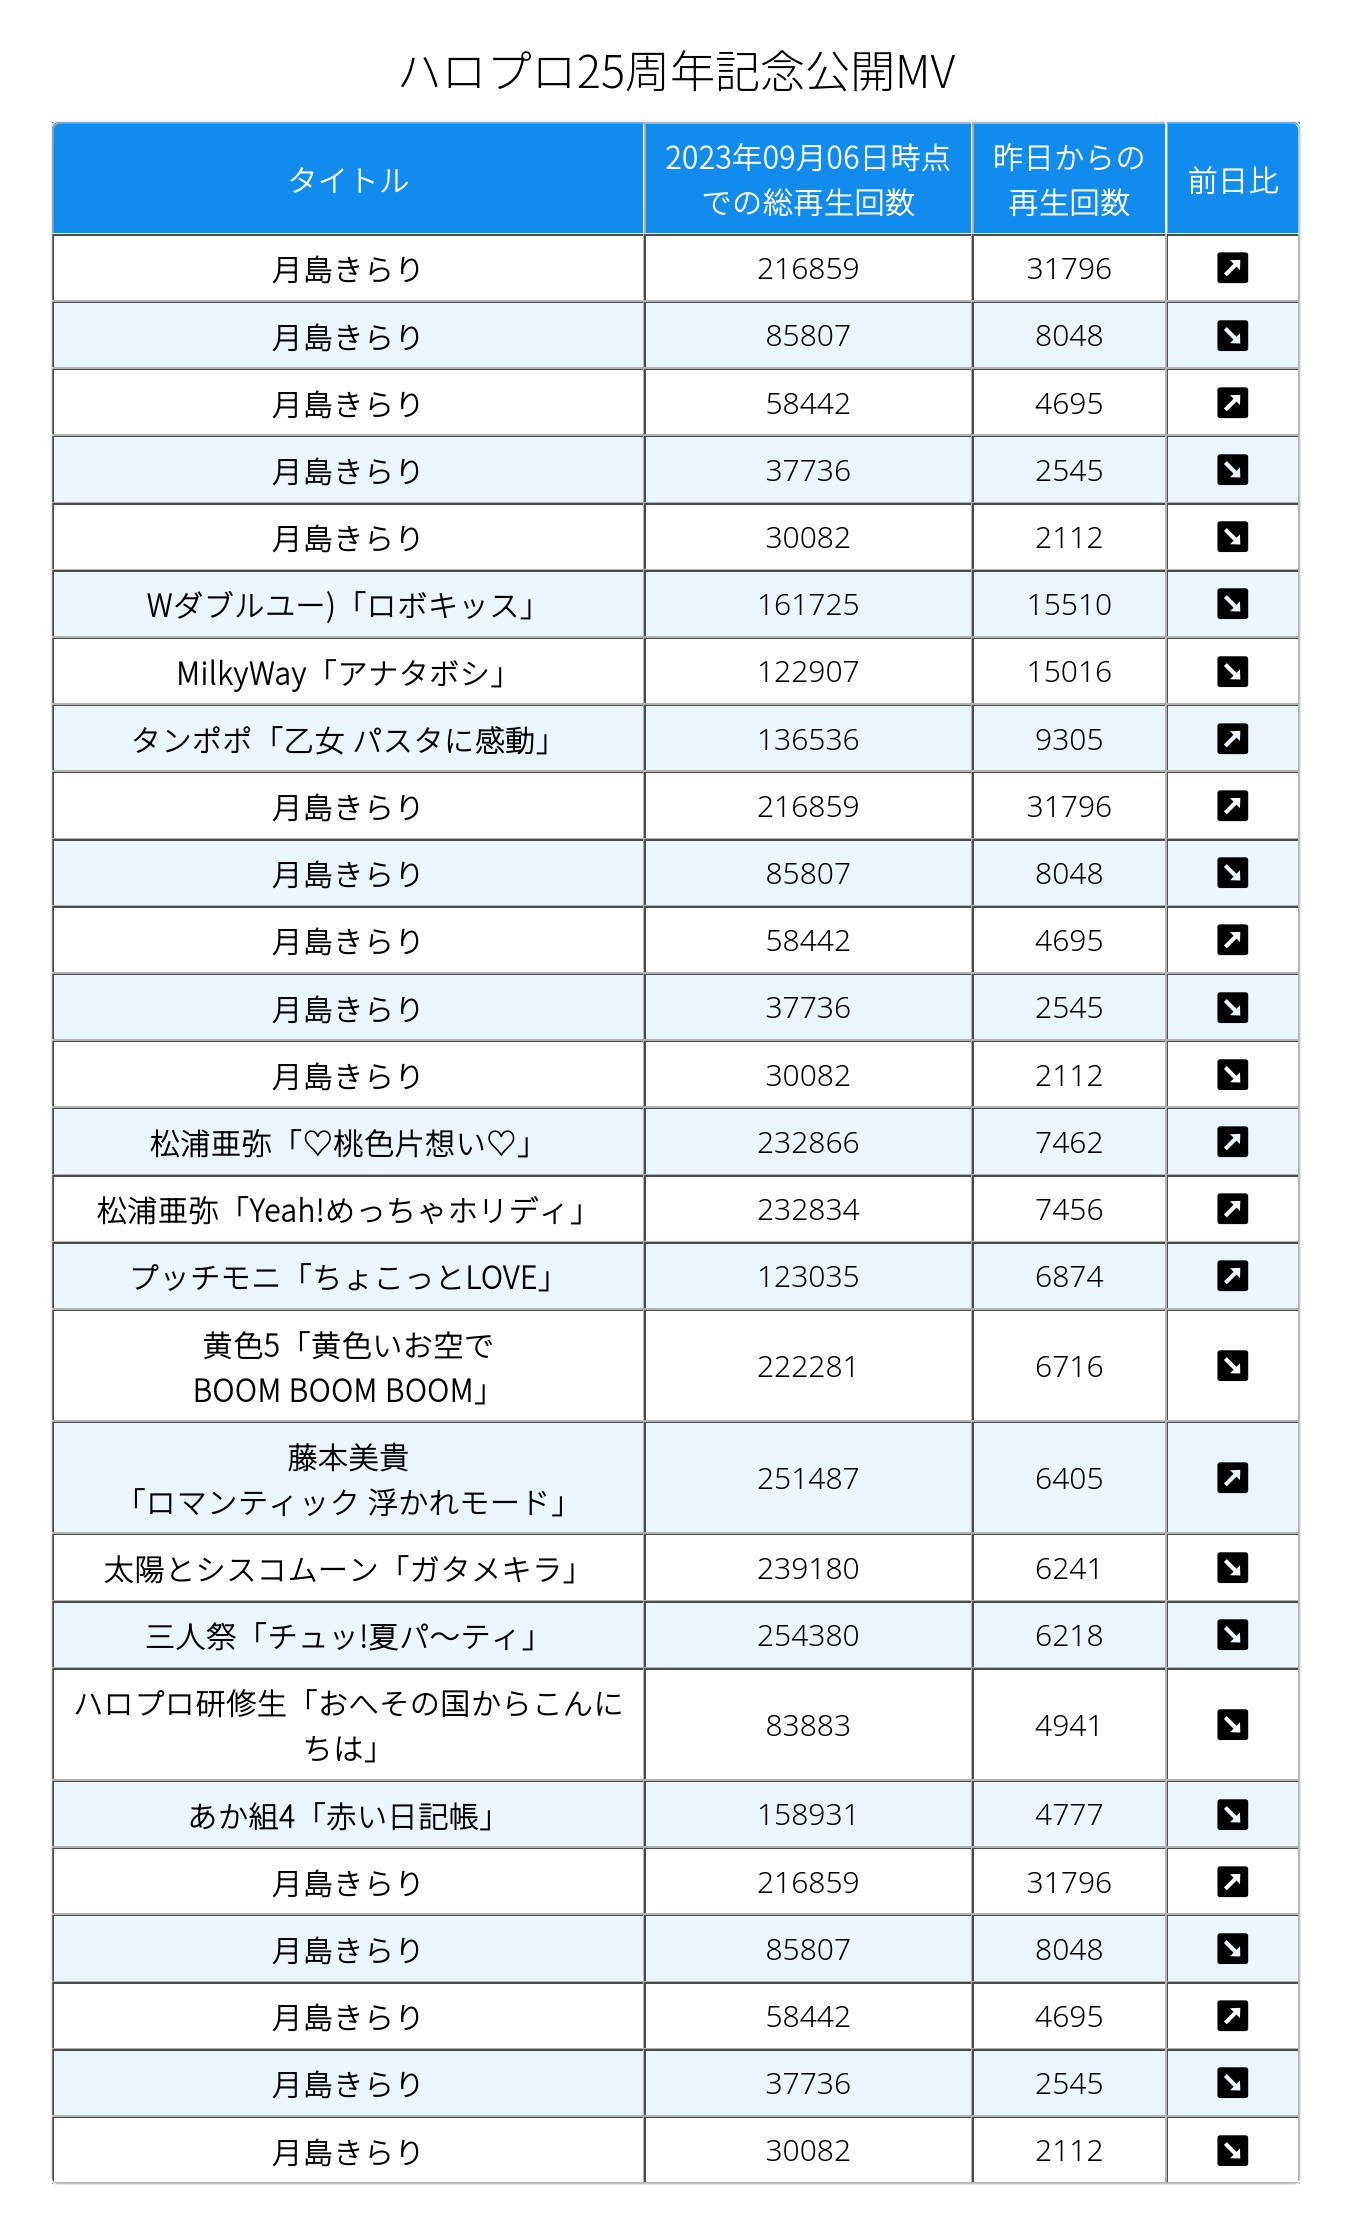 ハロプロ25周年記念公開MV
タイトル 2023年09月06日時点での総再生回数 昨日からの再生回数 前日比
月島きらり 216859 31796 ↗
月島きらり 85807 8048 ↘
月島きらり 58442 4695 ↗
月島きらり 37736 2545 ↘
月島きらり 30082 2112 ↘
Wダブルユー)「ロボキッス」 161725 15510 ↘
MilkyWay「アナタボシ」 122907 15016 ↘
タンポポ「乙女 パスタに感動」 136536 9305 ↗
月島きらり 216859 31796 ↗
月島きらり 85807 8048 ↘
月島きらり 58442 4695 ↗
月島きらり 37736 2545 ↘
月島きらり 30082 2112 ↘
松浦亜弥「♡桃色片想い♡」 232866 7462 ↗
松浦亜弥「Yeah!めっちゃホリディ」 232834 7456 ↗
プッチモニ「ちょこっとLOVE」 123035 6874 ↗
黄色5「黄色いお空で
BOOM BOOM BOOM」 222281 6716 ↘
藤本美貴
「ロマンティック 浮かれモード」 251487 6405 ↗
太陽とシスコムーン「ガタメキラ」 239180 6241 ↘
三人祭「チュッ!夏パ〜ティ」 254380 6218 ↘
ハロプロ研修生「おへその国からこんに
ちは」 83883 4941 ↘
あか組4「赤い日記帳」 158931 4777 ↘
月島きらり 216859 31796 ↗
月島きらり 85807 8048 ↘
月島きらり 58442 4695 ↗
月島きらり 37736 2545 ↘
月島きらり 30082 2112 ↘